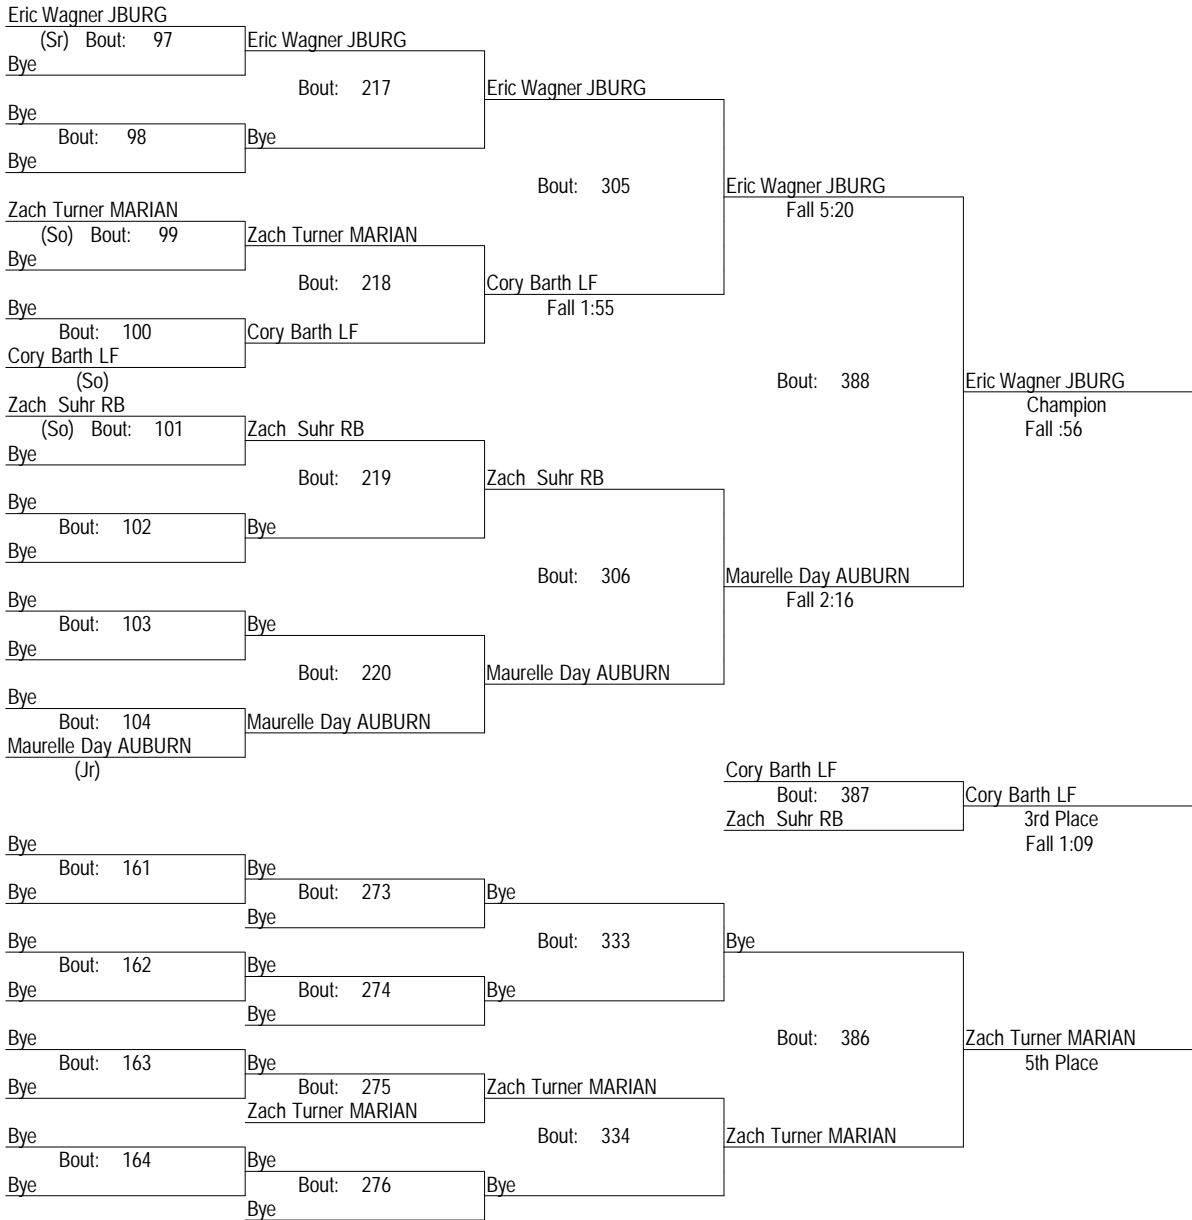 Eric Wagner JBURG
(Sr) Bout: 97 Eric Wagner JBURG
Bye
Bout: 217 Eric Wagner JBURG
Bye
Bout: 98 Bye
Bye
Bout: 305 Eric Wagner JBURG
Fall 5:20
Zach Turner MARIAN
(So) Bout: 99 Zach Turner MARIAN
Bye
Bout: 218 Cory Barth LF
Bye Fall 1:55
Bout: 100 Cory Barth LF
Cory Barth LF
(So) Bout: 388 Eric Wagner JBURG
Zach Suhr RB Champion
(So) Bout: 101 Zach Suhr RB Fall :56
Bye
Bout: 219 Zach Suhr RB
Bye
Bout: 102 Bye
Bye
Bout: 306 Maurelle Day AUBURN
Bye Fall 2:16
Bout: 103 Bye
Bye
Bout: 220 Maurelle Day AUBURN
Bye
Bout: 104 Maurelle Day AUBURN
Maurelle Day AUBURN
(Jr) Cory Barth LF
Bout: 387 Cory Barth LF
Zach Suhr RB 3rd Place
Bye Fall 1:09
Bout: 161 Bye
Bye Bout: 273 Bye
Bye
Bye Bout: 333 Bye
Bout: 162 Bye
Bye Bout: 274 Bye
Bye
Bye Bout: 386 Zach Turner MARIAN
Bout: 163 Bye 5th Place
Bye Bout: 275 Zach Turner MARIAN
Zach Turner MARIAN
Bye Bout: 334 Zach Turner MARIAN
Bout: 164 Bye
Bye Bout: 276 Bye
Bye